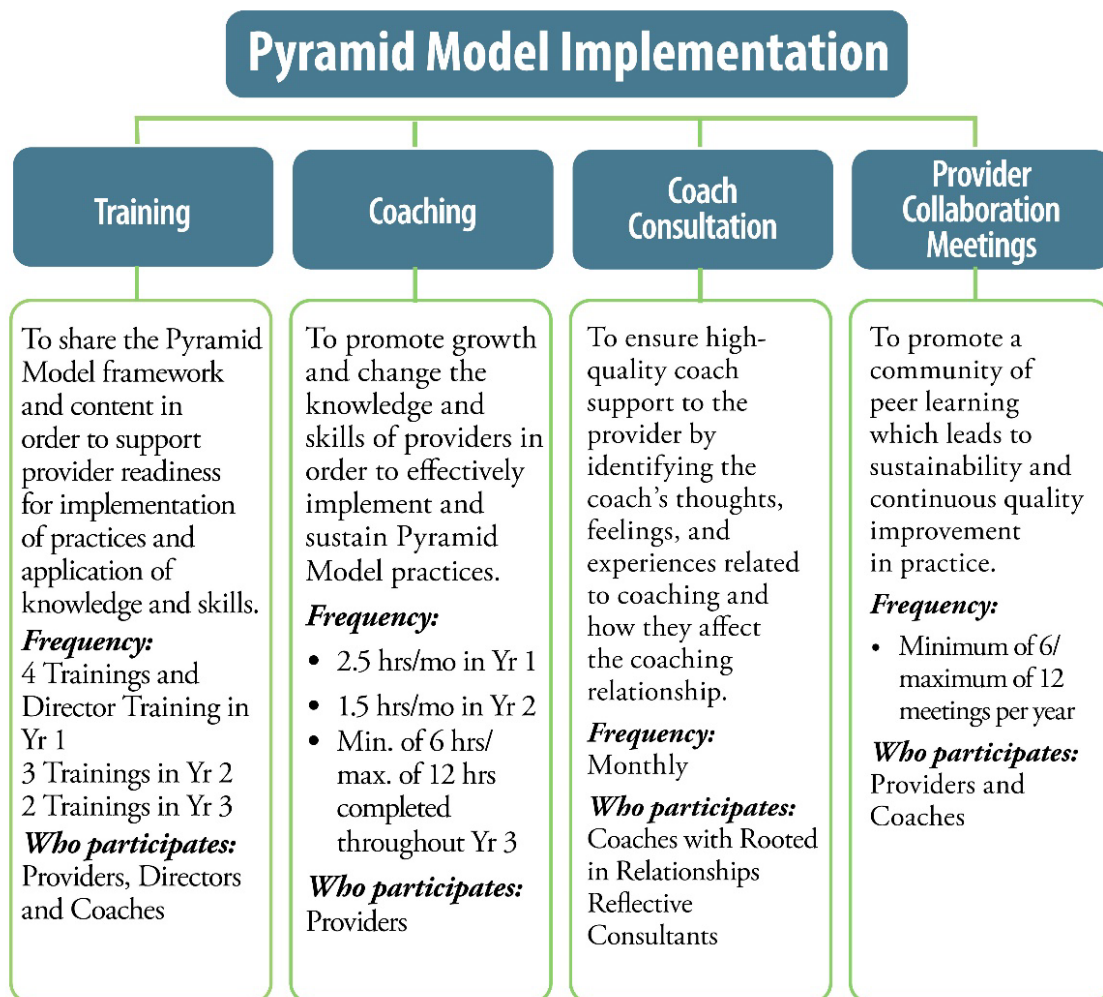 Pyramid Model Implementation
Training
To share the Pyramid
Model framework
and content in
order to support
provider readiness
for implementation
of practices and
application of
knowledge and skills.
Frequency:
4 Trainings and
Director Training in
Yr 1
3 Trainings in Yr 2
2 Trainings in Yr 3
Who participates:
Providers, Directors
and Coaches
Coaching
To promote growth
and change the
knowledge and
skills of providers in
order to effectively
implement and
sustain Pyramid
Model practices.
Frequency:
• 2.5 hrs/mo in Yr 1
• 1.5 hrs/mo in Yr 2
• Min. of 6 hrs/
max. of 12 hrs
completed
throughout Yr 3
Who participates:
Providers
Coach
Consultation
To ensure high-
quality coach
support to the
provider by
identifying the
coach’s thoughts,
feelings, and
experiences related
to coaching and
how they affect
the coaching
relationship.
Frequency:
Monthly
Who participates:
Coaches with Rooted
in Relationships
Reflective
Consultants
Provider
Collaboration
Meetings
To promote a
community of
peer learning
which leads to
sustainability and
continuous quality
improvement
in practice.
Frequency:
• Minimum of 6/
maximum of 12
meetings per year
Who participates:
Providers and
Coaches